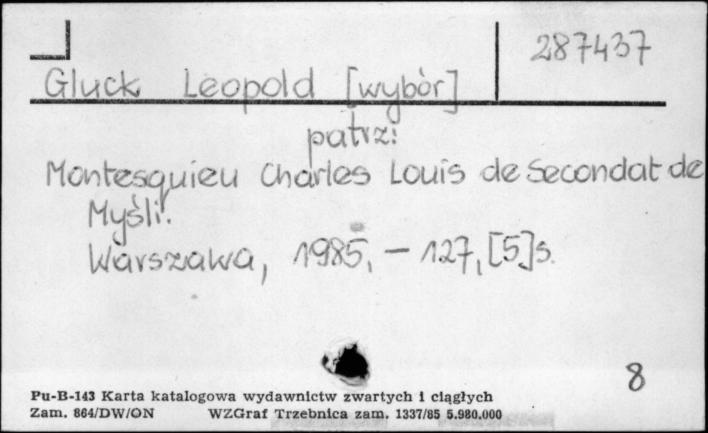 287437
Gluck Leopold [wybór]
patrz:
Montesquieu Charles Louis de Secondat de
Myśli.
Warszawa, 1985, - 127, [5]s.
8
Pu-B-143 Karta katalogowa wydawnictw zwartych i ciągłych
Zam. 864/DW/ON WZGraf Trzebnica zam. 1337/85 5.980.000